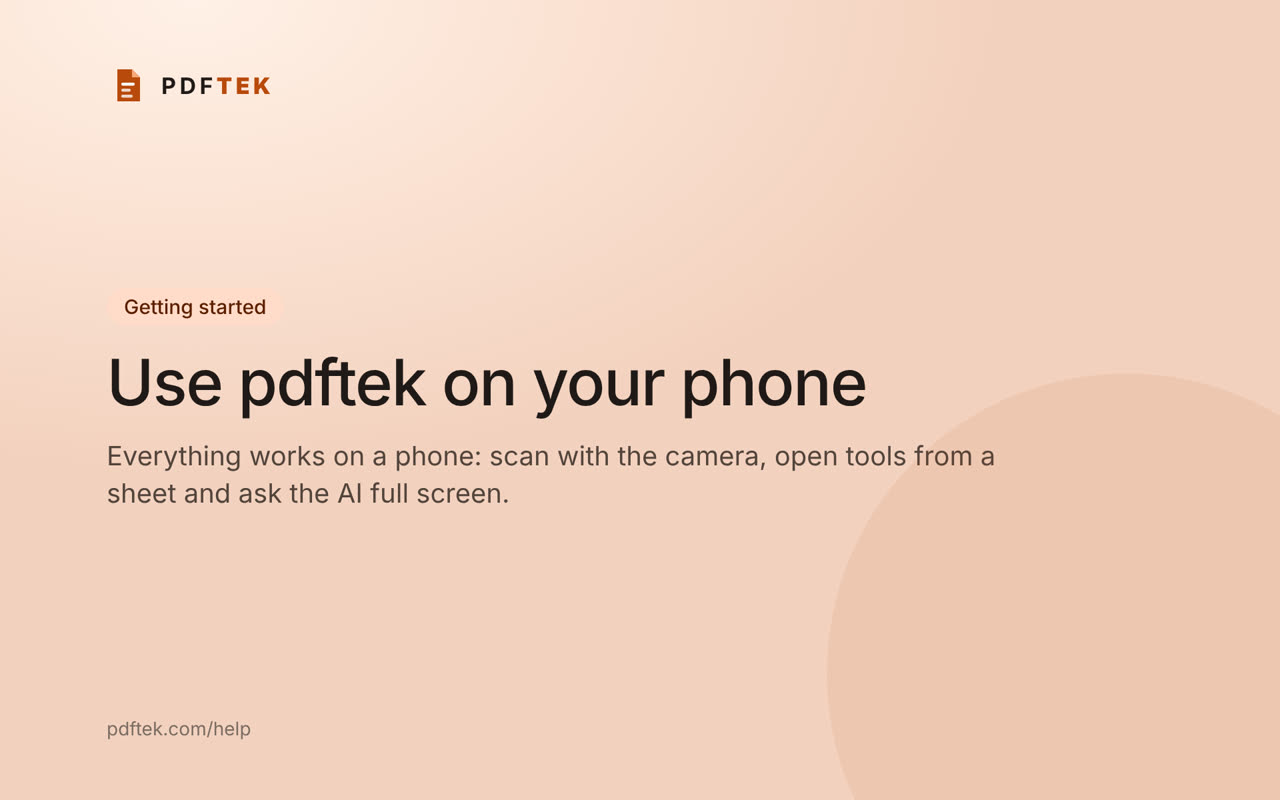 PDFTEK
Getting started
Use pdftek on your phone
Everything works on a phone: scan with the camera, open tools from a
sheet and ask the AI full screen.
pdftek.com/help